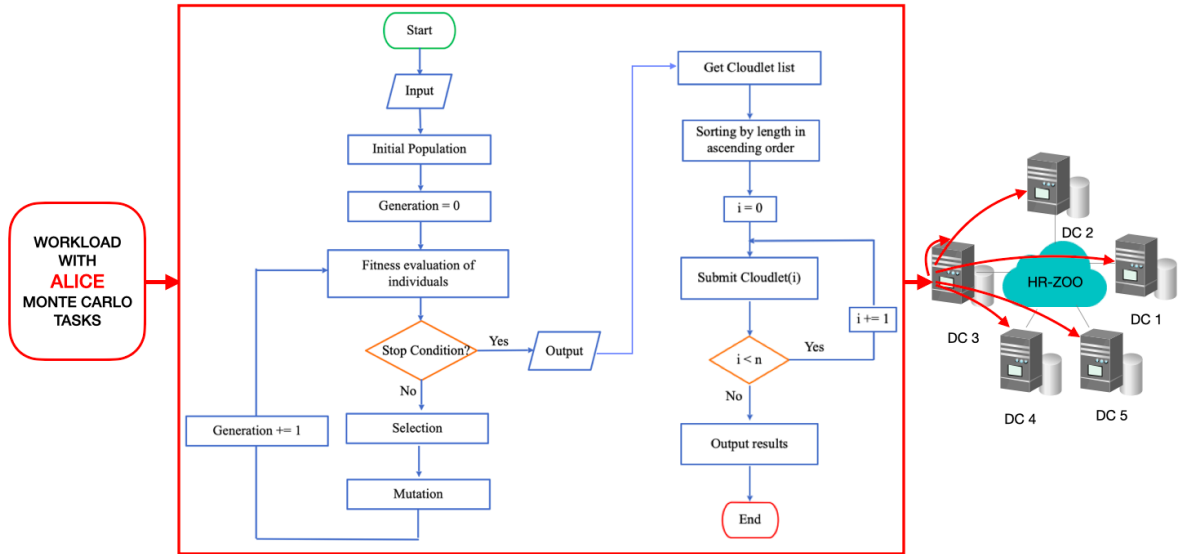 WORKLOAD
WITH
ALICE
MONTE CARLO
TASKS
Start
Input
Initial Population
Generation = 0
Fitness evaluation of
individuals
Stop Condition?
Yes
Output
No
Selection
Generation += 1
Mutation
Get Cloudlet list
Sorting by length in
ascending order
i = 0
Submit Cloudlet(i)
i += 1
i < n
Yes
No
Output results
End
DC 2
HR-ZOO
DC 1
DC 3
DC 4
DC 5